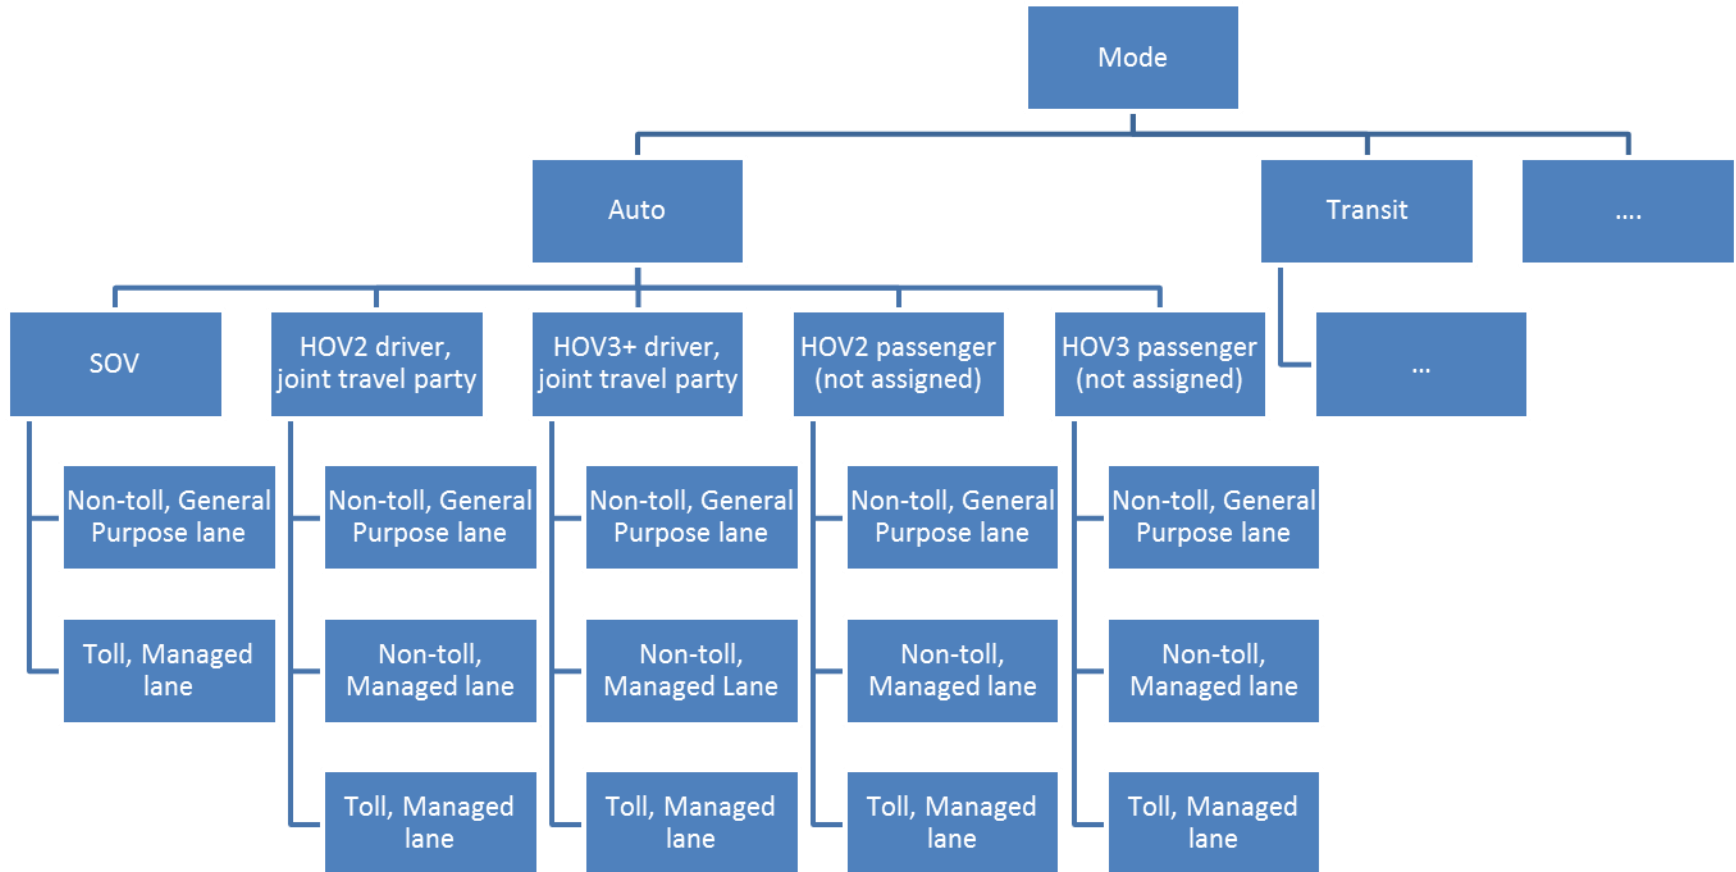 Mode
Auto
Transit
....
SOV
HOV2 driver,
joint travel party
HOV3+ driver,
joint travel party
HOV2 passenger
(not assigned)
HOV3 passenger
(not assigned)
...
Non-toll, General
Purpose lane
Non-toll, General
Purpose lane
Non-toll, General
Purpose lane
Non-toll, General
Purpose lane
Non-toll, General
Purpose lane
Toll, Managed
lane
Non-toll,
Managed lane
Non-toll,
Managed Lane
Non-toll,
Managed lane
Non-toll,
Managed lane
Toll, Managed
lane
Toll, Managed
lane
Toll, Managed
lane
Toll, Managed
lane